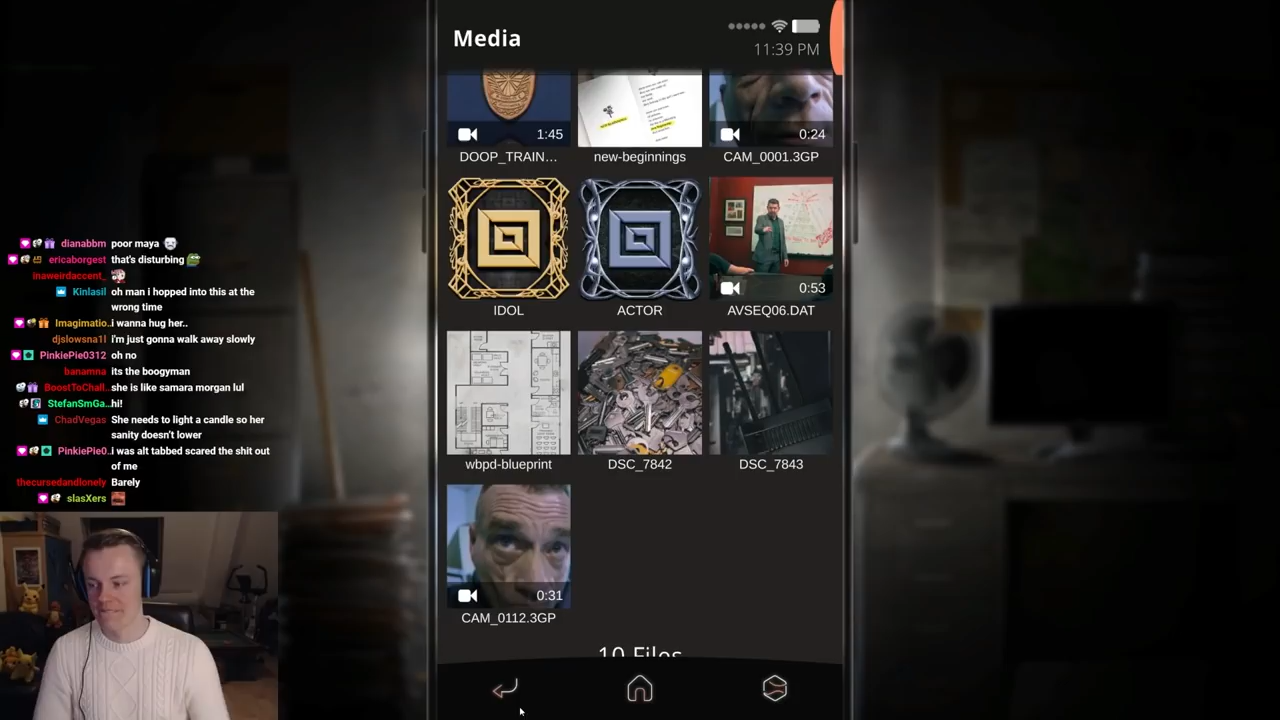 Media
11:39 PM
1:45
0:24
DOOP_TRAIN...
new-beginnings
CAM_0001.3GP
0:53
IDOL
ACTOR
AVSEQ06.DAT
wbpd-blueprint
DSC_7842
DSC_7843
0:31
CAM_0112.3GP
10 Files
dianabbm poor maya
ericaborgest that's disturbing
inaweirdaccent_
Kinlasil oh man i hopped into this at the
wrong time
Imaginatio.. i wanna hug her..
djslowsna1l i'm just gonna walk away slowly
PinkiePie0312 oh no
banamna its the boogyman
BoostToChall.. she is like samara morgan lul
StefanSmGa.. hi!
ChadVegas She needs to light a candle so her
sanity doesn't lower
PinkiePie0.. i was alt tabbed scared the shit out
of me
thecursedandlonely Barely
slasXers